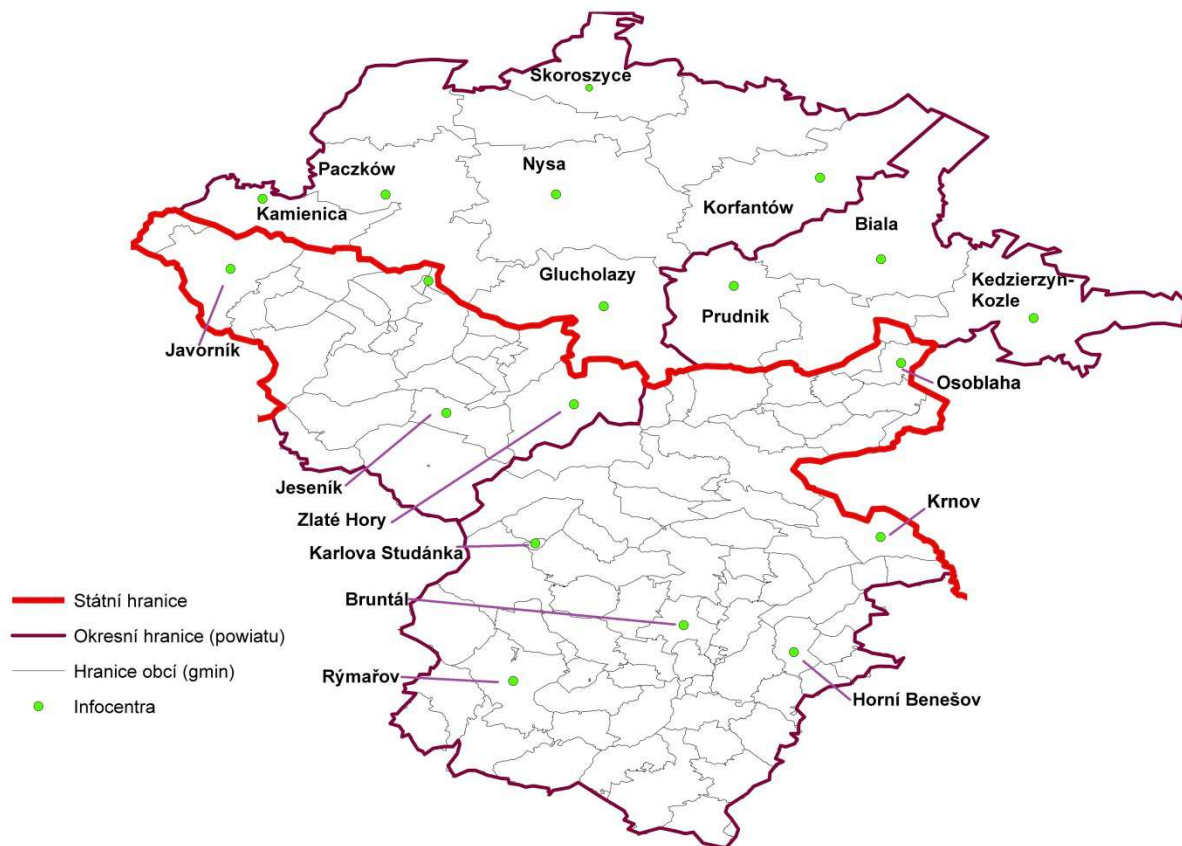 Skoroszyce
Paczków
Nysa
Kamienica
Korfantów
Biala
Glucholazy
Kedzierzyn-
Kozle
Prudnik
Javorník
Osoblaha
Jeseník
Zlaté Hory
Krnov
Karlova Studánka
Bruntál
Rýmařov
Horní Benešov
Státní hranice
Okresní hranice (powiatu)
Hranice obcí (gmin)
Infocentra